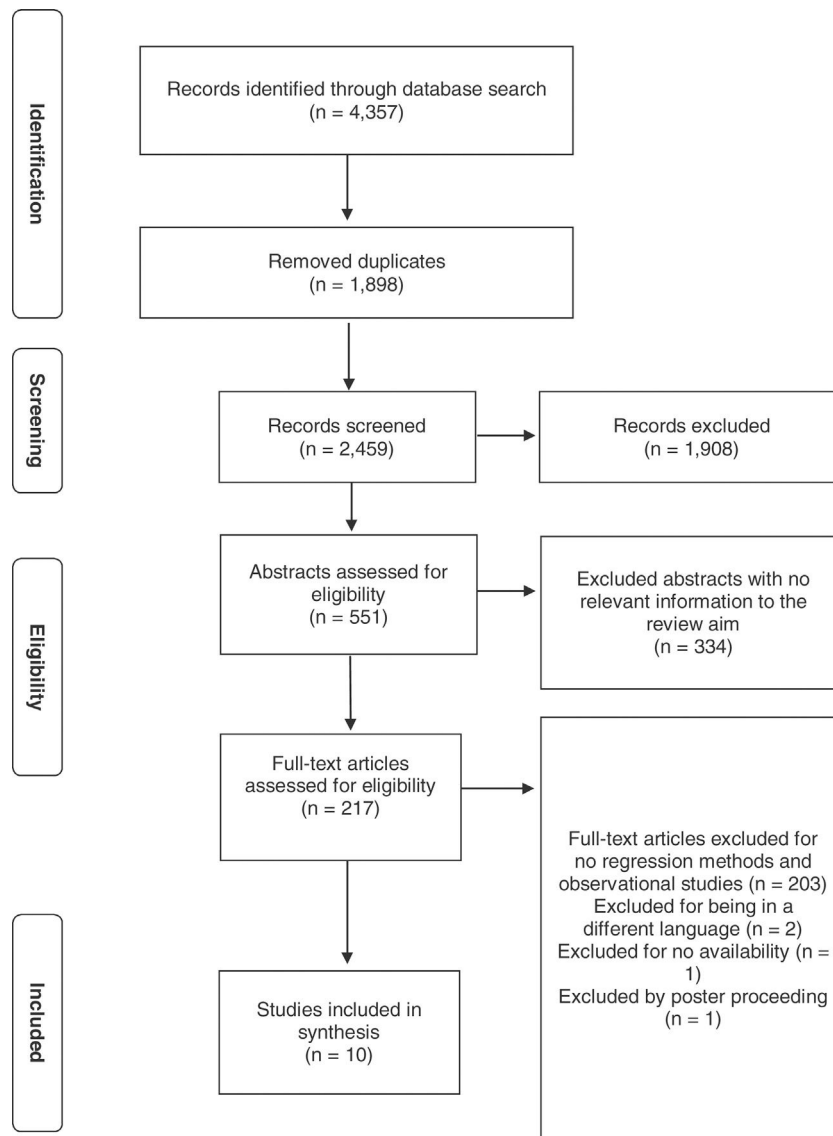 Identification
Records identified through database search
(n = 4,357)
Removed duplicates
(n = 1,898)
Screening
Records screened
(n = 2,459)
Records excluded
(n = 1,908)
Eligibility
Abstracts assessed for
eligibility
(n = 551)
Excluded abstracts with no
relevant information to the
review aim
(n = 334)
Full-text articles
assessed for eligibility
(n = 217)
Full-text articles excluded for
no regression methods and
observational studies (n = 203)
Excluded for being in a
different language (n = 2)
Excluded for no availability (n =
1)
Excluded by poster proceeding
(n = 1)
Included
Studies included in
synthesis
(n = 10)